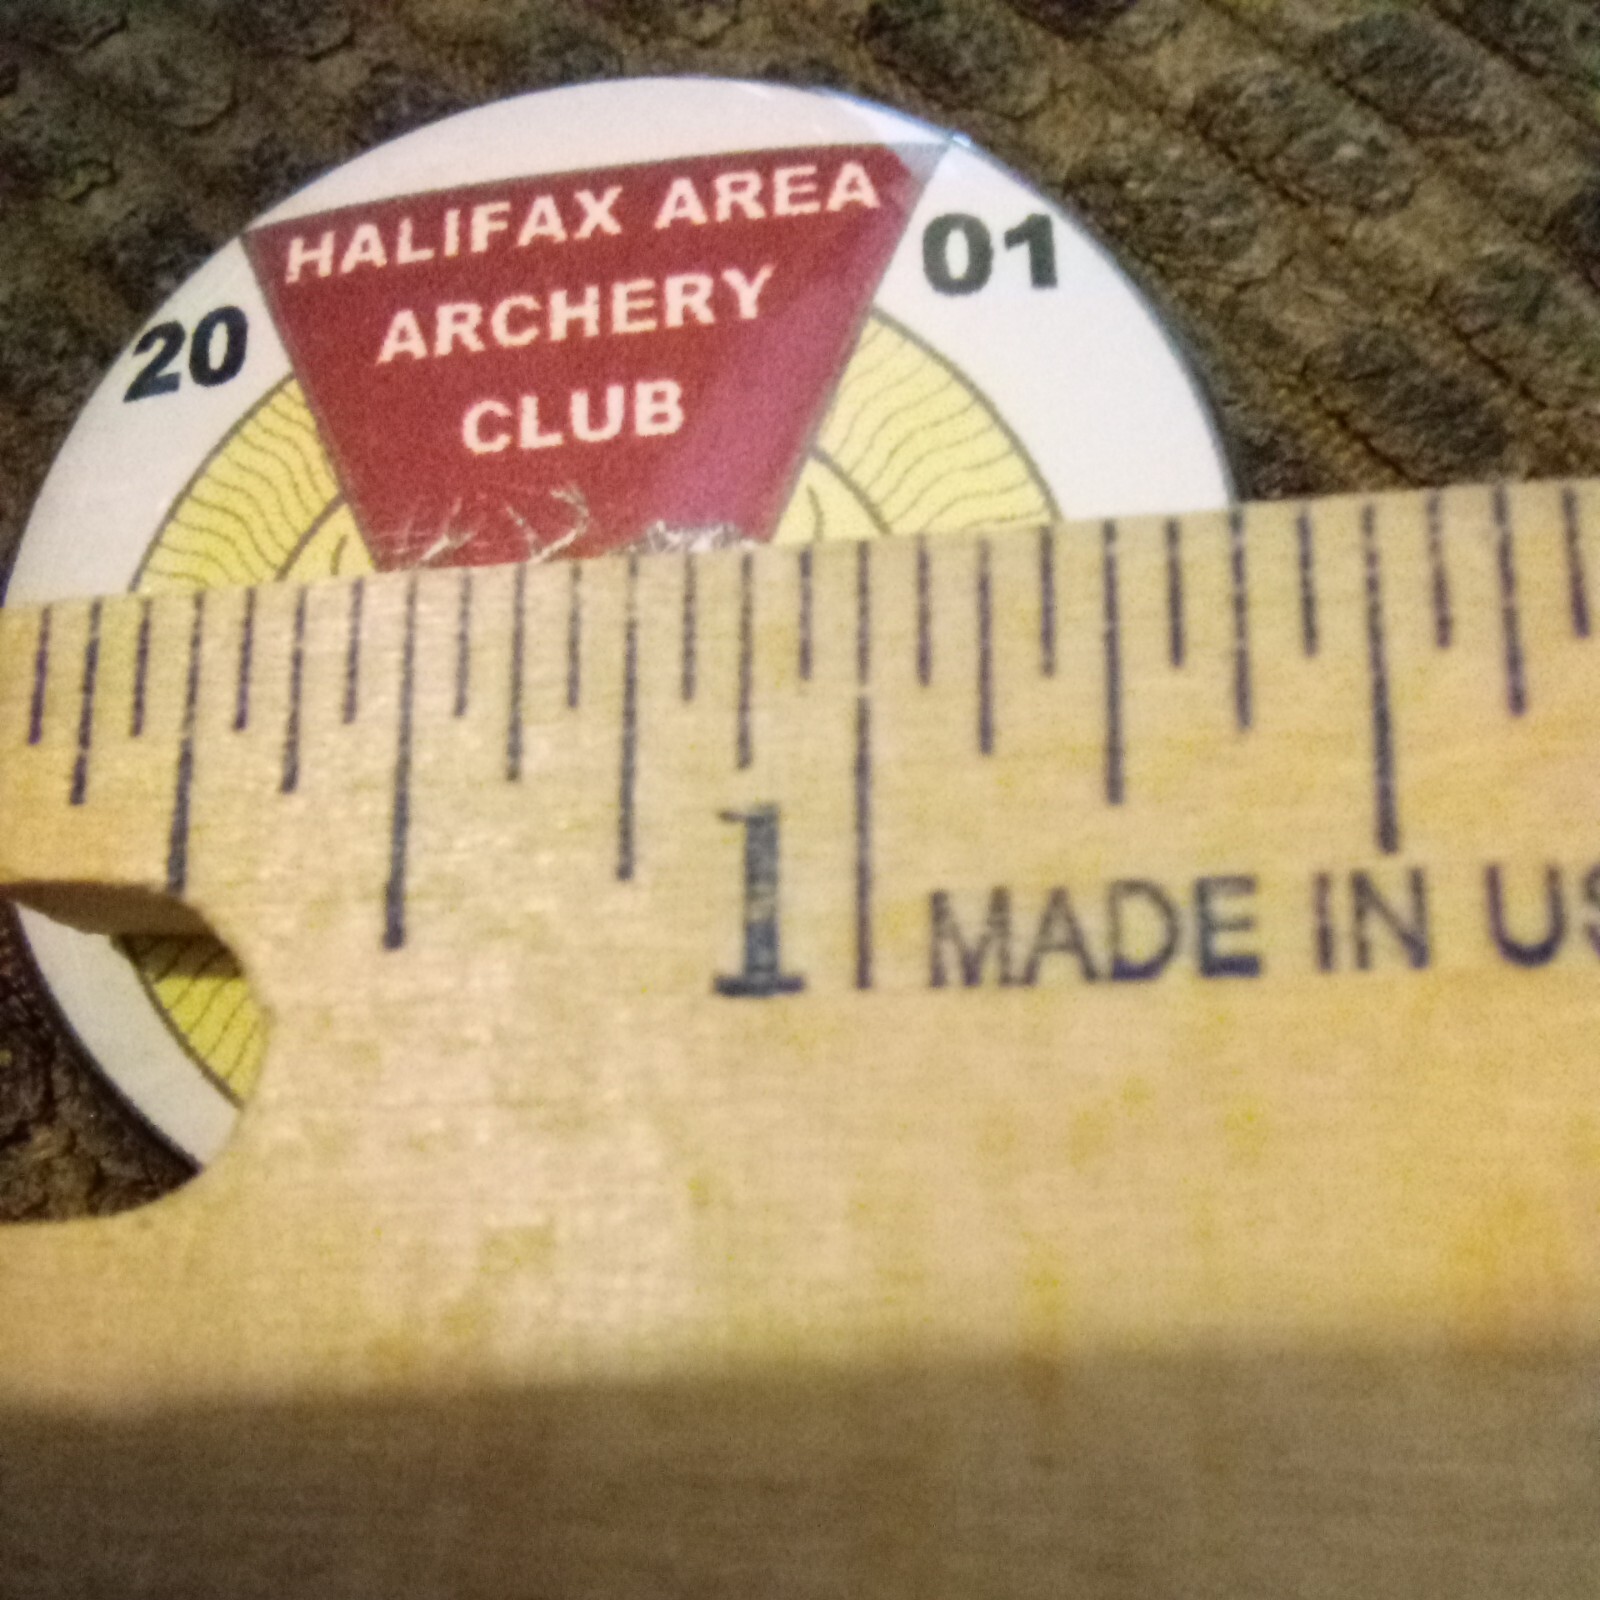 HALIFAX AREA
ARCHERY
CLUB
20
01
1
MADE IN US